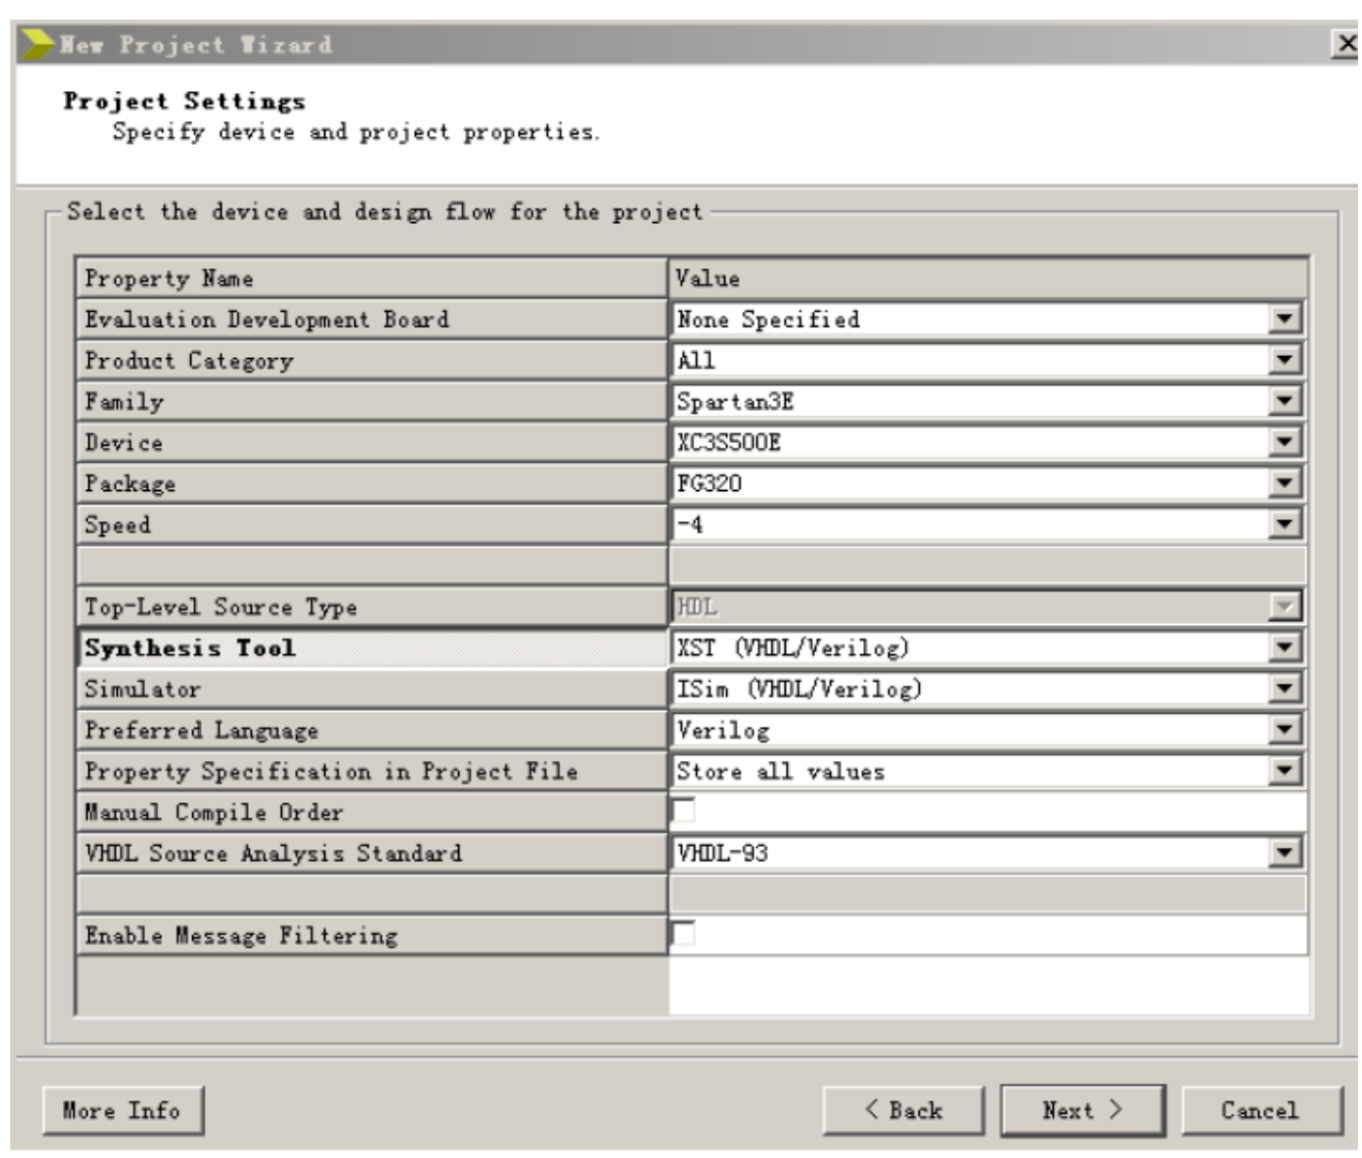 New Project Wizard
Project Settings
Specify device and project properties.
Select the device and design flow for the project
Property Name Value
Evaluation Development Board None Specified
Product Category All
Family Spartan3E
Device XC3S500E
Package FG320
Speed -4
Top-Level Source Type HDL
Synthesis Tool XST (VHDL/Verilog)
Simulator ISim (VHDL/Verilog)
Preferred Language Verilog
Property Specification in Project File Store all values
Manual Compile Order
VHDL Source Analysis Standard VHDL-93
Enable Message Filtering
More Info < Back Next > Cancel